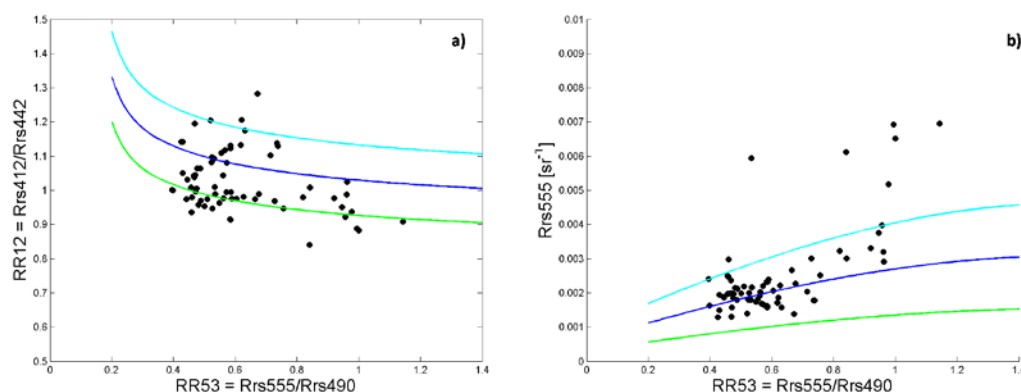 1.5
1.4
1.3
1.2
1.1
1
0.9
0.8
0.7
0.6
0.5
RR12 = Rrs412/Rrs442
a)
0 0.2 0.4 0.6 0.8 1 1.2 1.4
RR53 = Rrs555/Rrs490
0.01
0.009
0.008
0.007
0.006
0.005
0.004
0.003
0.002
0.001
0
Rrs555 [sr⁻¹]
b)
0 0.2 0.4 0.6 0.8 1 1.2 1.4
RR53 = Rrs555/Rrs490